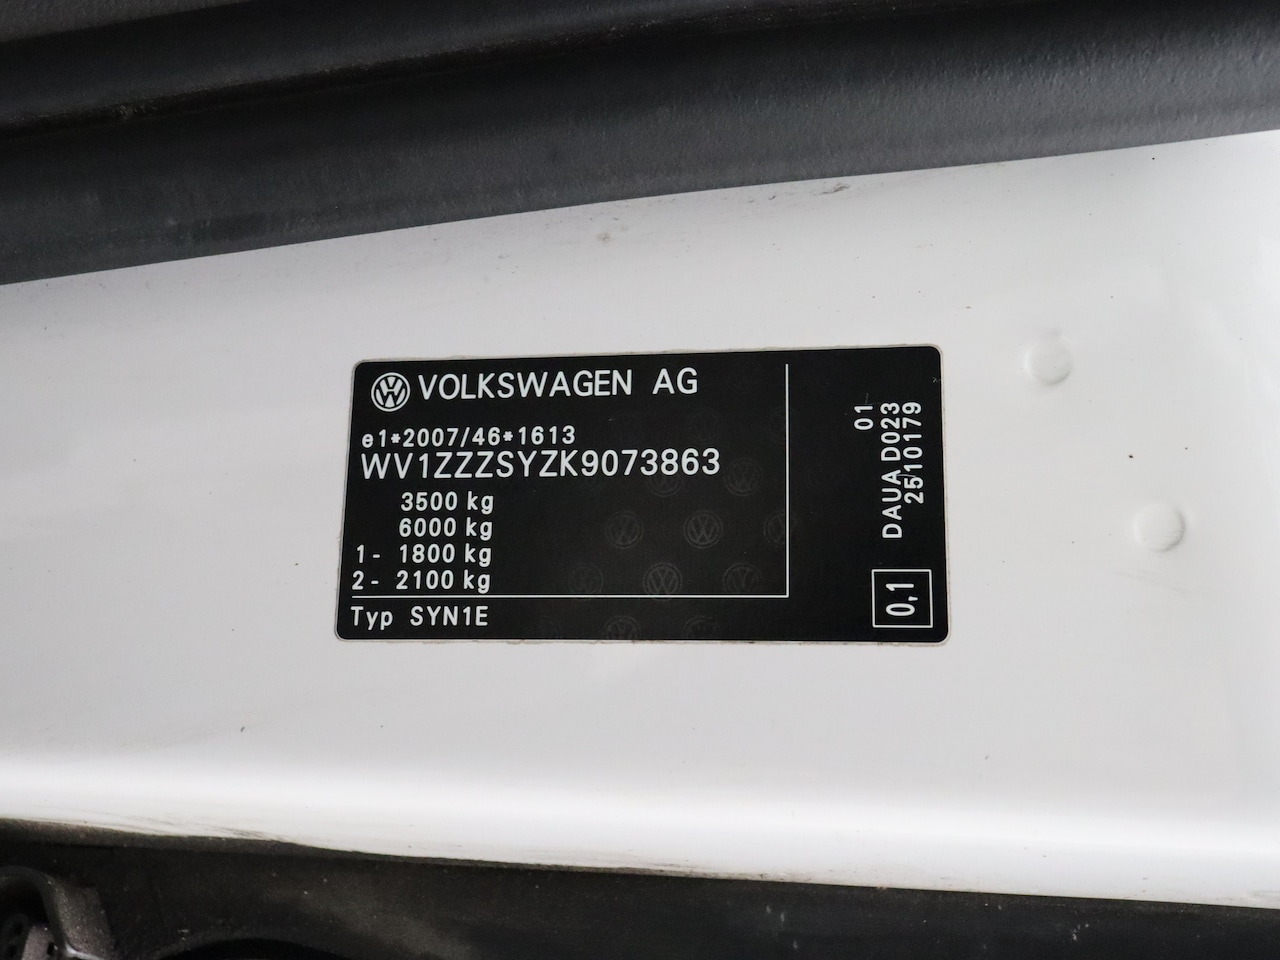 VOLKSWAGEN AG
e1*2007/46*1613
WV1ZZZSYZK9073863
3500 kg
6000 kg
1- 1800 kg
2- 2100 kg
Typ SYN1E
01
DAUA D023
2510179
0,1